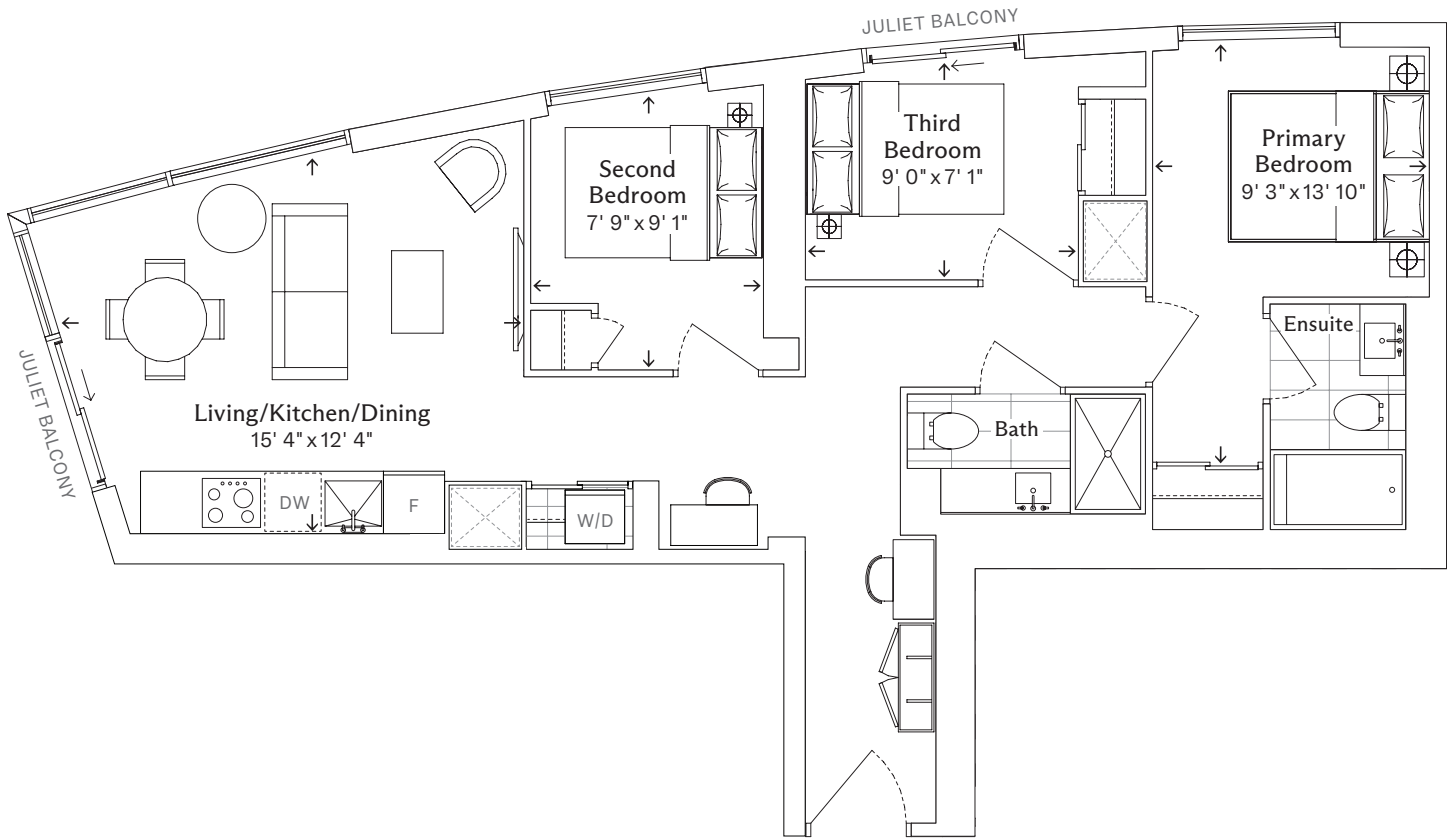 JULIET BALCONY
Third
Bedroom
9' 0" x 7' 1"
Primary
Bedroom
9' 3" x 13' 10"
Second
Bedroom
7' 9" x 9' 1"
Ensuite
JULIET BALCONY
Living/Kitchen/Dining
15' 4" x 12' 4"
Bath
DW
F
W/D